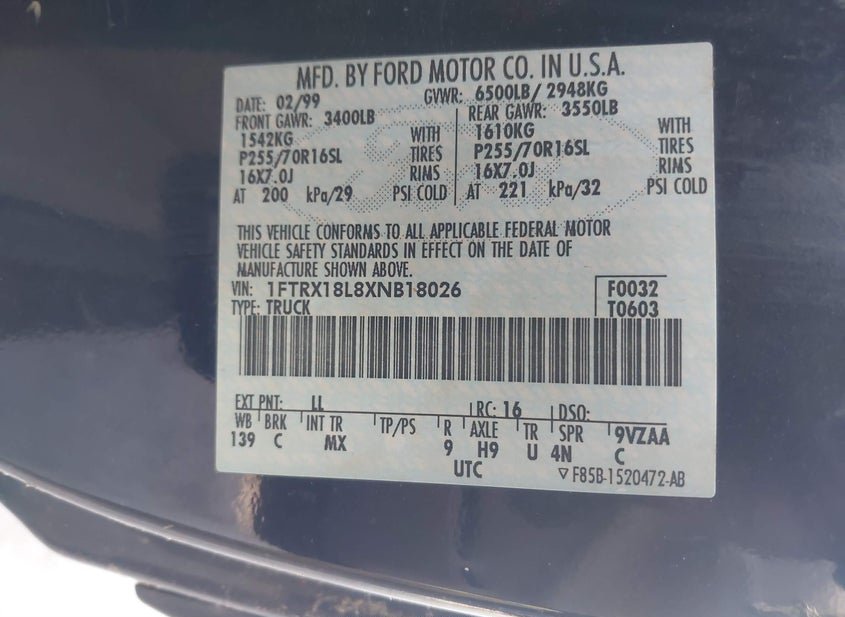 MFD. BY FORD MOTOR CO. IN U.S.A.
DATE: 02/99 GVWR: 6500LB/ 2948KG
FRONT GAWR: 3400LB REAR GAWR: 3550LB
1542KG WITH 1610KG WITH
P255/70R16SL TIRES P255/70R16SL TIRES
16X7.0J RIMS 16X7.0J RIMS
AT 200 kPa/29 PSI COLD AT 221 kPa/32 PSI COLD
THIS VEHICLE CONFORMS TO ALL APPLICABLE FEDERAL MOTOR
VEHICLE SAFETY STANDARDS IN EFFECT ON THE DATE OF
MANUFACTURE SHOWN ABOVE.
VIN: 1FTRX18L8XNB18026 F0032
TYPE: TRUCK T0603
EXT PNT: LL RC: 16 DSO:
WB BRK INT TR TP/PS R AXLE TR SPR 9VZAA
139 C MX 9 H9 U 4N C
UTC ▽F85B-1520472-AB